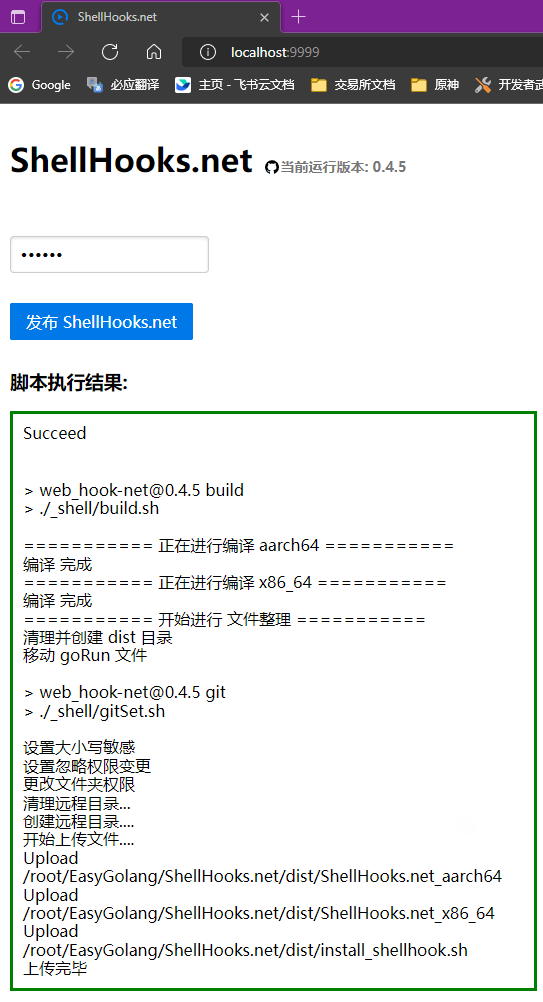 ShellHooks.net
localhost:9999
Google 必应翻译 主页 - 飞书云文档 交易所文档 原神 开发者武
ShellHooks.net 当前运行版本: 0.4.5
••••••
发布 ShellHooks.net
脚本执行结果:
Succeed
> web_hook-net@0.4.5 build
> ./_shell/build.sh
=========== 正在进行编译 aarch64 ===========
编译 完成
=========== 正在进行编译 x86_64 ===========
编译 完成
=========== 开始进行 文件整理 ===========
清理并创建 dist 目录
移动 goRun 文件
> web_hook-net@0.4.5 git
> ./_shell/gitSet.sh
设置大小写敏感
设置忽略权限变更
更改文件夹权限
清理远程目录...
创建远程目录....
开始上传文件....
Upload
/root/EasyGolang/ShellHooks.net/dist/ShellHooks.net_aarch64
Upload
/root/EasyGolang/ShellHooks.net/dist/ShellHooks.net_x86_64
Upload
/root/EasyGolang/ShellHooks.net/dist/install_shellhook.sh
上传完毕